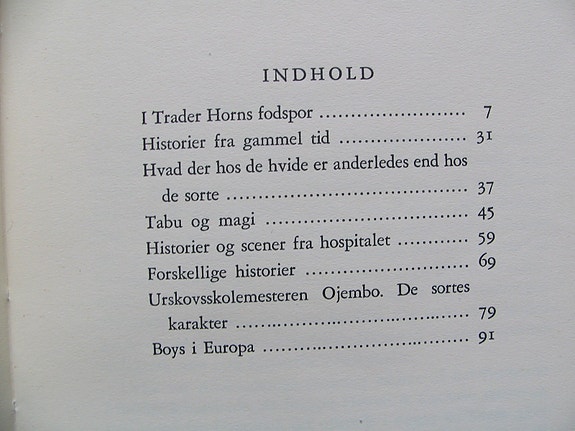 INDHOLD
I Trader Horns fodspor ........................ 7
Historier fra gammel tid ..................... 31
Hvad der hos de hvide er anderledes end hos
de sorte ........................................ 37
Tabu og magi ................................. 45
Historier og scener fra hospitalet ............ 59
Forskellige historier .......................... 69
Urskovsskolemesteren Ojembo. De sortes
karakter ...................................... 79
Boys i Europa .................................. 91